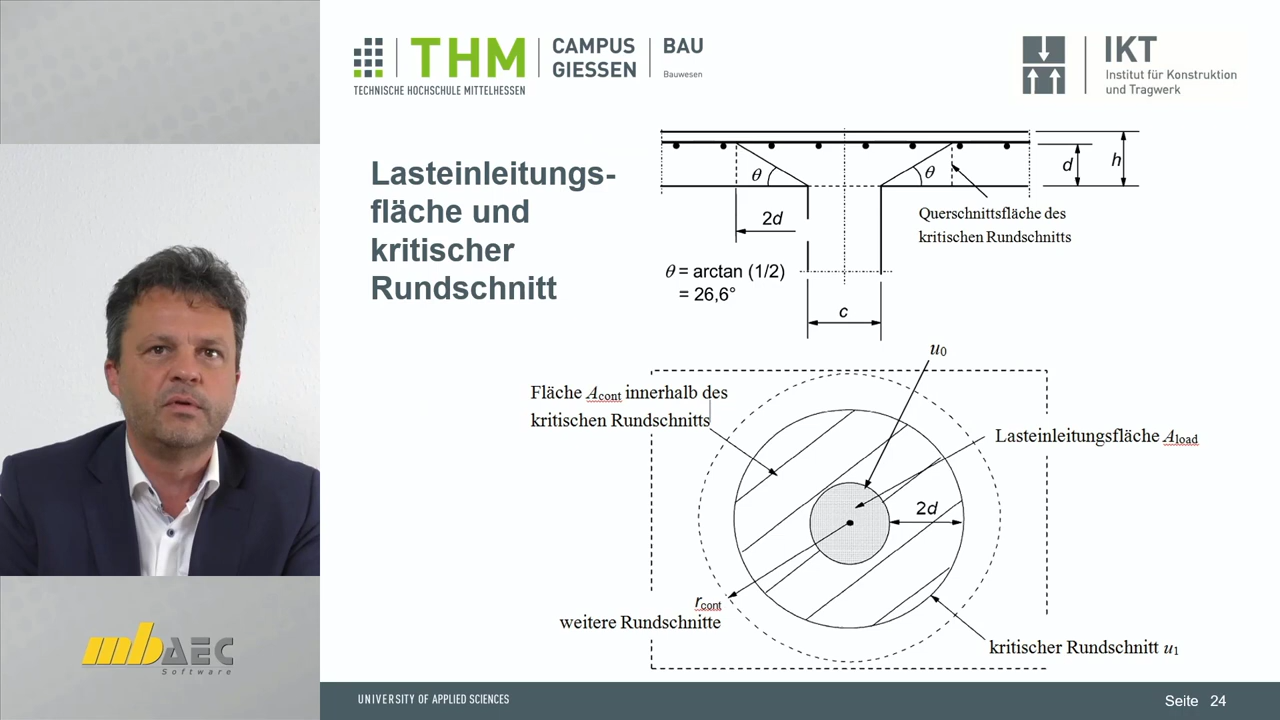 THM
CAMPUS
GIESSEN
BAU
Bauwesen
TECHNISCHE HOCHSCHULE MITTELHESSEN
IKT
Institut für Konstruktion
und Tragwerk
Lasteinleitungs-
fläche und
kritischer
Rundschnitt
θ
θ
d
h
2d
Querschnittsfläche des
kritischen Rundschnitts
θ = arctan (1/2)
= 26,6°
c
u0
Fläche Acont innerhalb des
kritischen Rundschnitts
Lasteinleitungsfläche Aload
2d
rcont
weitere Rundschnitte
kritischer Rundschnitt u1
mb AEC
Software
UNIVERSITY OF APPLIED SCIENCES
Seite 24